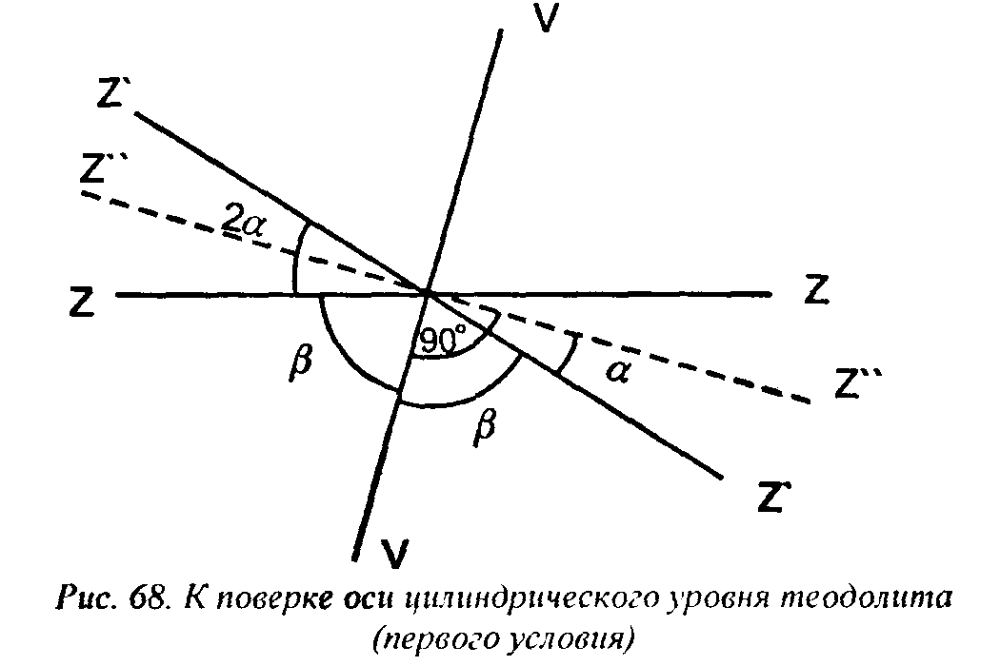 V
Z`
Z``
2α
Z
Z
90°
β
α
Z``
β
Z`
V
Рис. 68. К поверке оси цилиндрического уровня теодолита
(первого условия)